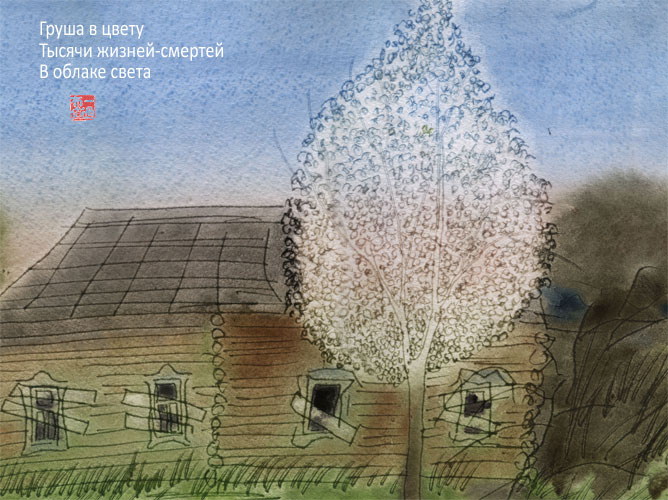 Груша в цвету
Тысячи жизней-смертей
В облаке света